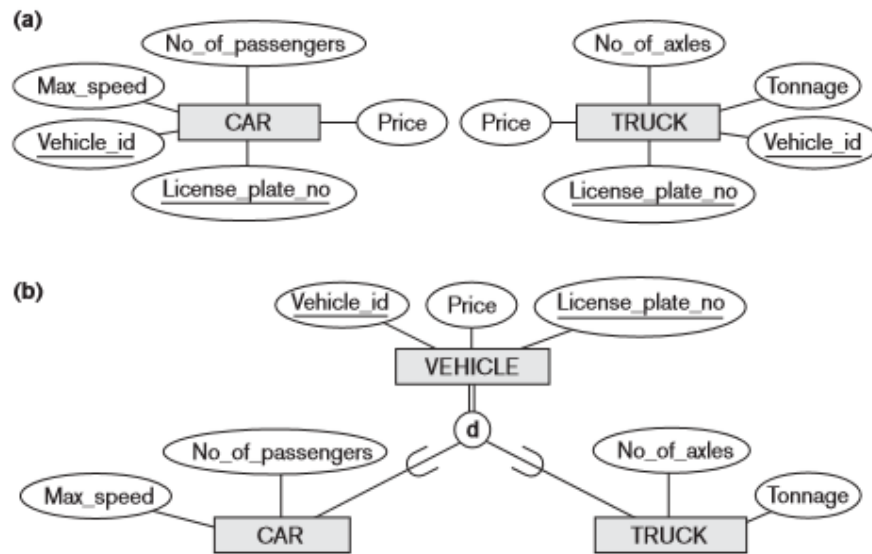 (a)
No_of_passengers
No_of_axles
Max_speed
Tonnage
CAR
Price
Price
TRUCK
Vehicle_id
Vehicle_id
License_plate_no
License_plate_no
(b)
Vehicle_id
Price
License_plate_no
VEHICLE
d
No_of_passengers
No_of_axles
Max_speed
Tonnage
CAR
TRUCK